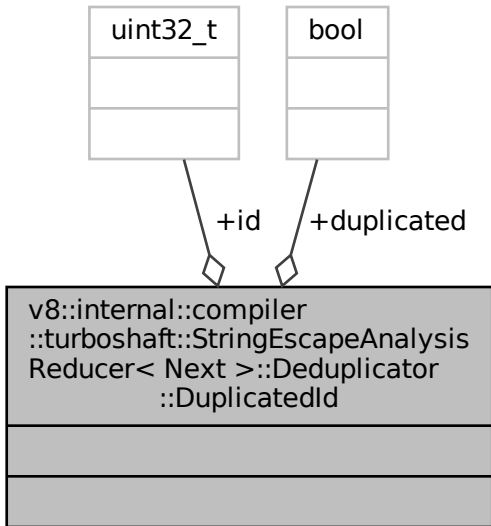 uint32_t
bool
+id
+duplicated
v8::internal::compiler
::turboshaft::StringEscapeAnalysis
Reducer< Next >::Deduplicator
::DuplicatedId